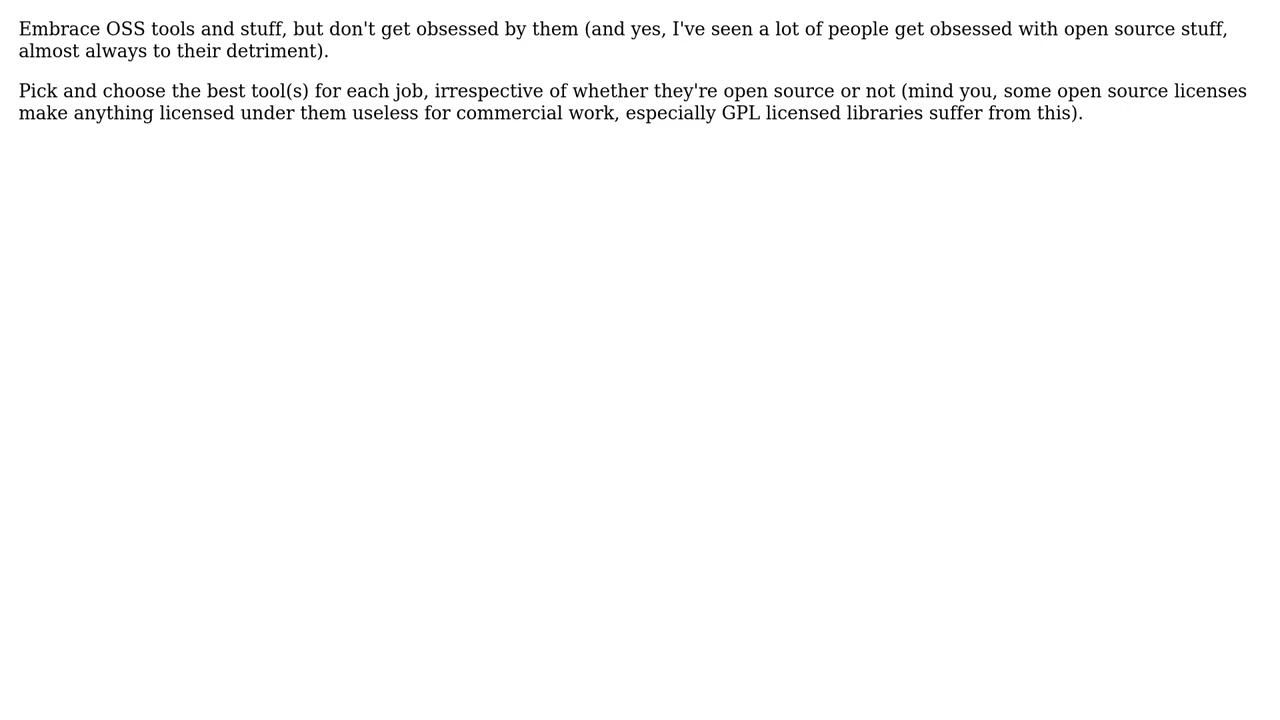 Embrace OSS tools and stuff, but don't get obsessed by them (and yes, I've seen a lot of people get obsessed with open source stuff,
almost always to their detriment).
Pick and choose the best tool(s) for each job, irrespective of whether they're open source or not (mind you, some open source licenses
make anything licensed under them useless for commercial work, especially GPL licensed libraries suffer from this).